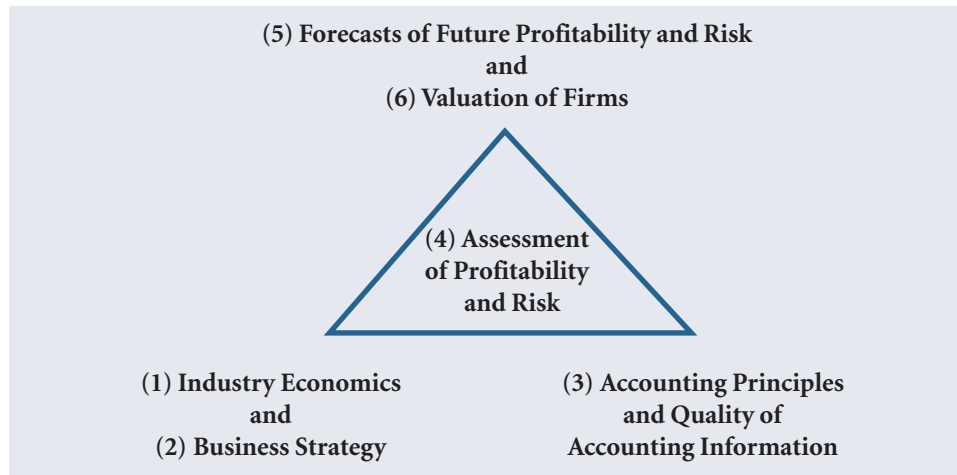 (5) Forecasts of Future Profitability and Risk
and
(6) Valuation of Firms
(4) Assessment
of Profitability
and Risk
(1) Industry Economics
and
(2) Business Strategy
(3) Accounting Principles
and Quality of
Accounting Information